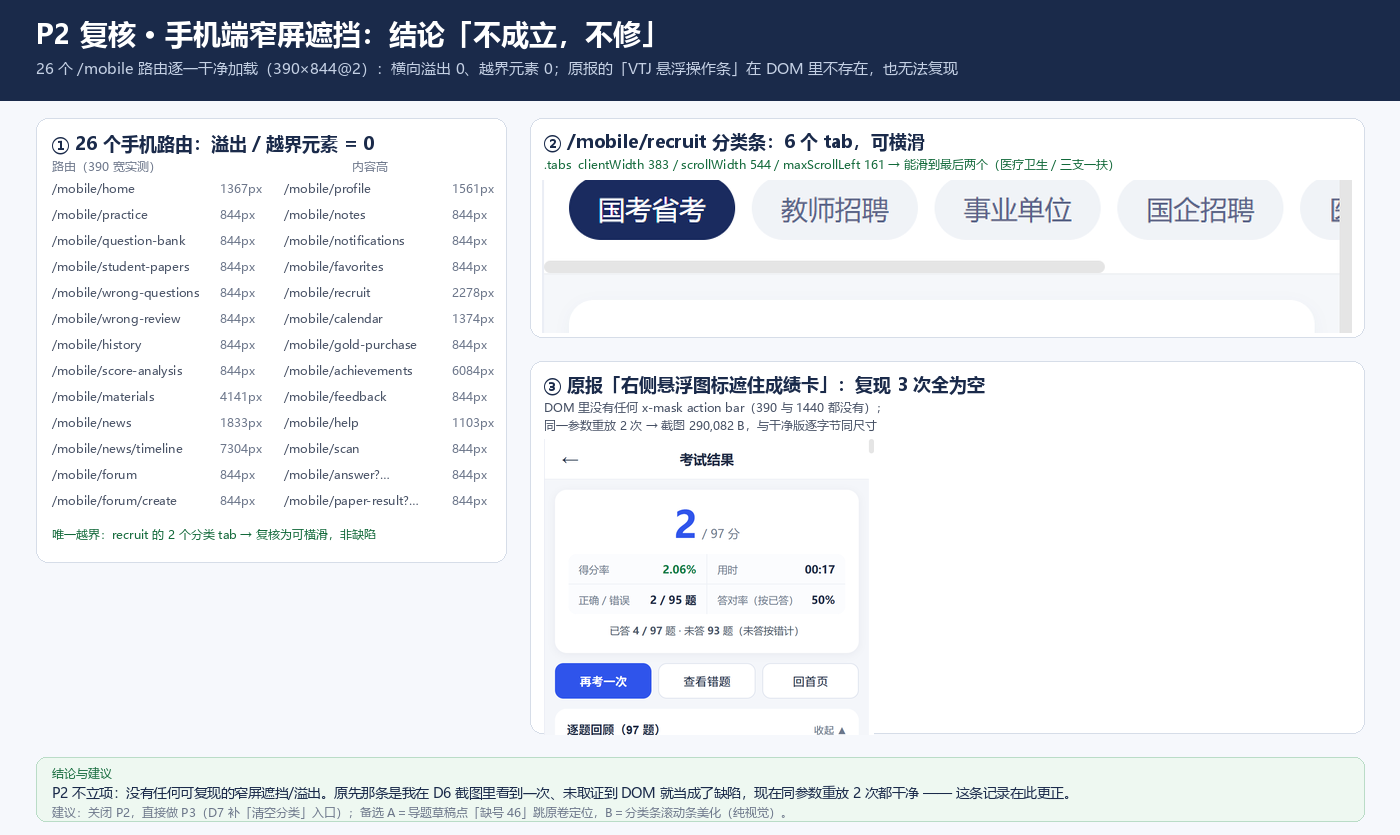 P2 复核 • 手机端窄屏遮挡：结论「不成立，不修」
26 个 /mobile 路由逐一干净加载（390×844@2）：横向溢出 0、越界元素 0；原报的「VTJ 悬浮操作条」在 DOM 里不存在，也无法复现
① 26 个手机路由：溢出 / 越界元素 = 0
路由（390 宽实测） 内容高
/mobile/home 1367px /mobile/profile 1561px
/mobile/practice 844px /mobile/notes 844px
/mobile/question-bank 844px /mobile/notifications 844px
/mobile/student-papers 844px /mobile/favorites 844px
/mobile/wrong-questions 844px /mobile/recruit 2278px
/mobile/wrong-review 844px /mobile/calendar 1374px
/mobile/history 844px /mobile/gold-purchase 844px
/mobile/score-analysis 844px /mobile/achievements 6084px
/mobile/materials 4141px /mobile/feedback 844px
/mobile/news 1833px /mobile/help 1103px
/mobile/news/timeline 7304px /mobile/scan 844px
/mobile/forum 844px /mobile/answer?... 844px
/mobile/forum/create 844px /mobile/paper-result?... 844px
唯一越界：recruit 的 2 个分类 tab → 复核为可横滑，非缺陷
② /mobile/recruit 分类条：6 个 tab，可横滑
.tabs clientWidth 383 / scrollWidth 544 / maxScrollLeft 161 → 能滑到最后两个（医疗卫生 / 三支一扶）
国考省考 教师招聘 事业单位 国企招聘
③ 原报「右侧悬浮图标遮住成绩卡」：复现 3 次全为空
DOM 里没有任何 x-mask action bar（390 与 1440 都没有）；
同一参数重放 2 次 → 截图 290,082 B，与干净版逐字节同尺寸
← 考试结果
2 / 97 分
得分率 2.06% 用时 00:17
正确 / 错误 2 / 95 题 答对率（按已答） 50%
已答 4 / 97 题 · 未答 93 题（未答按错计）
再考一次 查看错题 回首页
逐题回顾（97 题） 收起 ▲
结论与建议
P2 不立项：没有任何可复现的窄屏遮挡/溢出。原先那条是我在 D6 截图里看到一次、未取证到 DOM 就当成了缺陷，现在同参数重放 2 次都干净 —— 这条记录在此更正。
建议：关闭 P2，直接做 P3（D7 补「清空分类」入口）；备选 A = 导题草稿点「缺号 46」跳原卷定位，B = 分类条滚动条美化（纯视觉）。